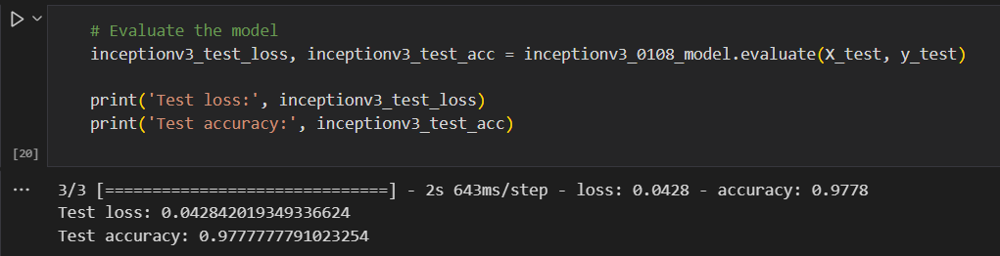 # Evaluate the model
inceptionv3_test_loss, inceptionv3_test_acc = inceptionv3_0108_model.evaluate(X_test, y_test)
print('Test loss:', inceptionv3_test_loss)
print('Test accuracy:', inceptionv3_test_acc)
[20]
3/3 [==============================] - 2s 643ms/step - loss: 0.0428 - accuracy: 0.9778
Test loss: 0.042842019349336624
Test accuracy: 0.9777777791023254